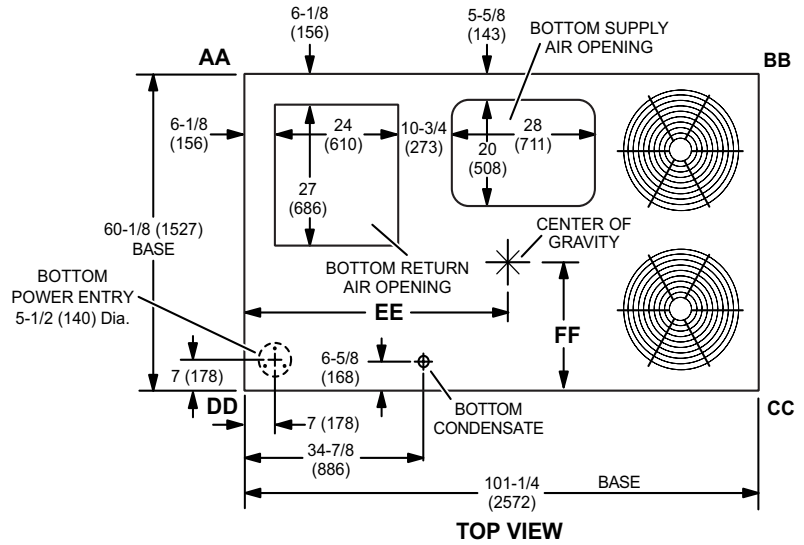 6-1/8
(156)
5-5/8
(143)
BOTTOM SUPPLY
AIR OPENING
AA
BB
6-1/8
(156)
24
(610)
10-3/4
(273)
28
(711)
20
(508)
27
(686)
60-1/8 (1527)
BASE
CENTER OF
GRAVITY
BOTTOM RETURN
AIR OPENING
BOTTOM
POWER ENTRY
5-1/2 (140) Dia.
EE
FF
6-5/8
(168)
7 (178)
DD
7 (178)
BOTTOM
CONDENSATE
CC
34-7/8
(886)
101-1/4
(2572)
BASE
TOP VIEW